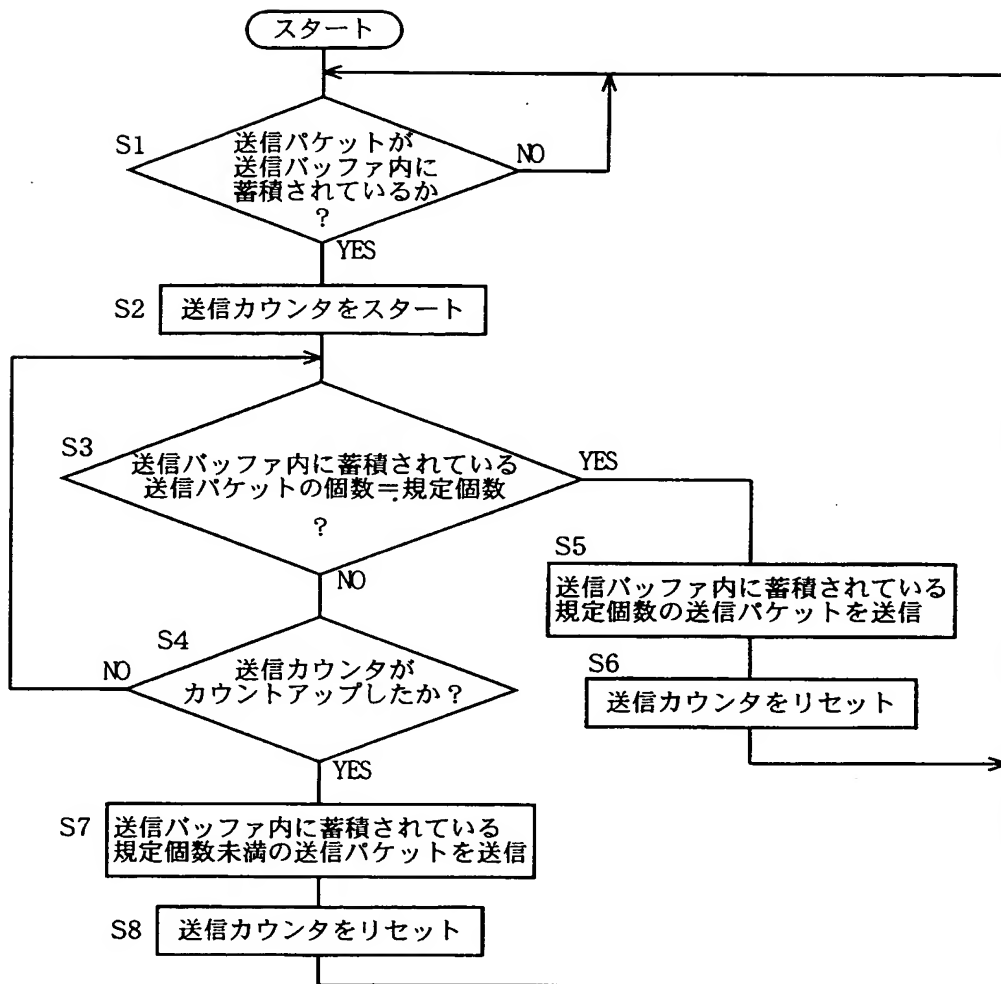 スタート
S1
送信パケットが
送信バッファ内に
蓄積されているか
?
NO
YES
S2
送信カウンタをスタート
S3
送信バッファ内に蓄積されている
送信パケットの個数≒規定個数
?
YES
NO
S5
送信バッファ内に蓄積されている
規定個数の送信パケットを送信
S4
送信カウンタが
カウントアップしたか?
NO
YES
S6
送信カウンタをリセット
S7
送信バッファ内に蓄積されている
規定個数未満の送信パケットを送信
S8
送信カウンタをリセット